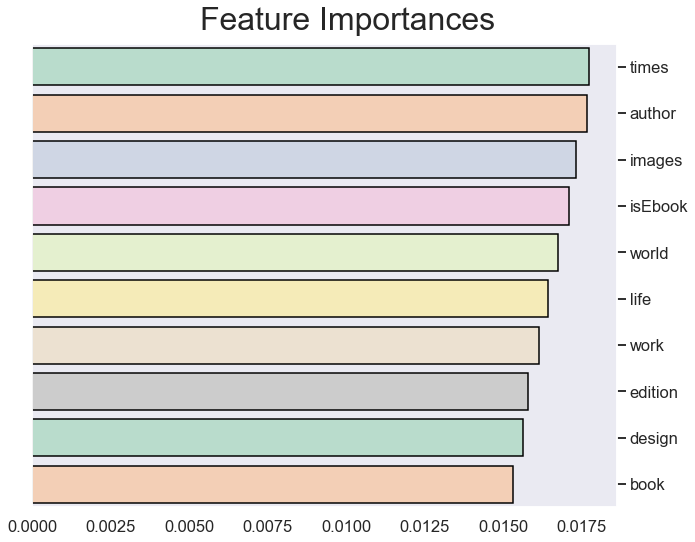 Feature Importances
times
author
images
isEbook
world
life
work
edition
design
book
0.0000 0.0025 0.0050 0.0075 0.0100 0.0125 0.0150 0.0175